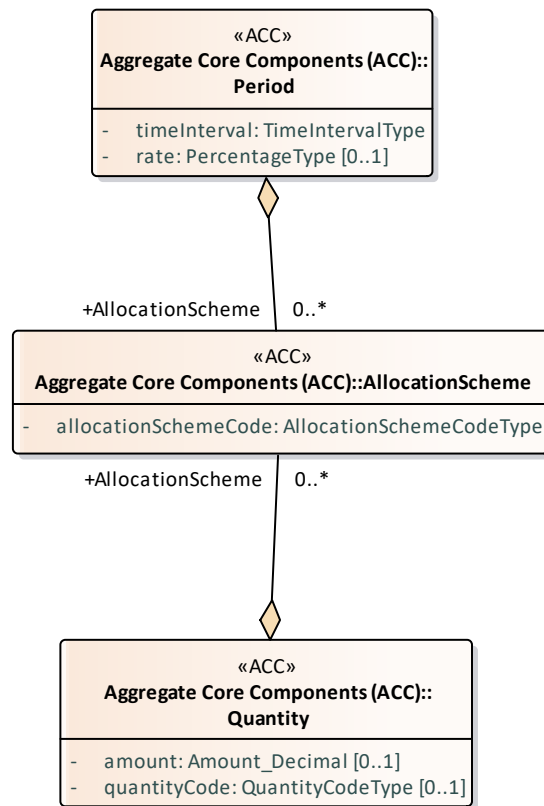 «ACC»
Aggregate Core Components (ACC)::
Period
- timeInterval: TimeIntervalType
- rate: PercentageType [0..1]
+AllocationScheme 0..*
«ACC»
Aggregate Core Components (ACC)::AllocationScheme
- allocationSchemeCode: AllocationSchemeCodeType
+AllocationScheme 0..*
«ACC»
Aggregate Core Components (ACC)::
Quantity
- amount: Amount_Decimal [0..1]
- quantityCode: QuantityCodeType [0..1]